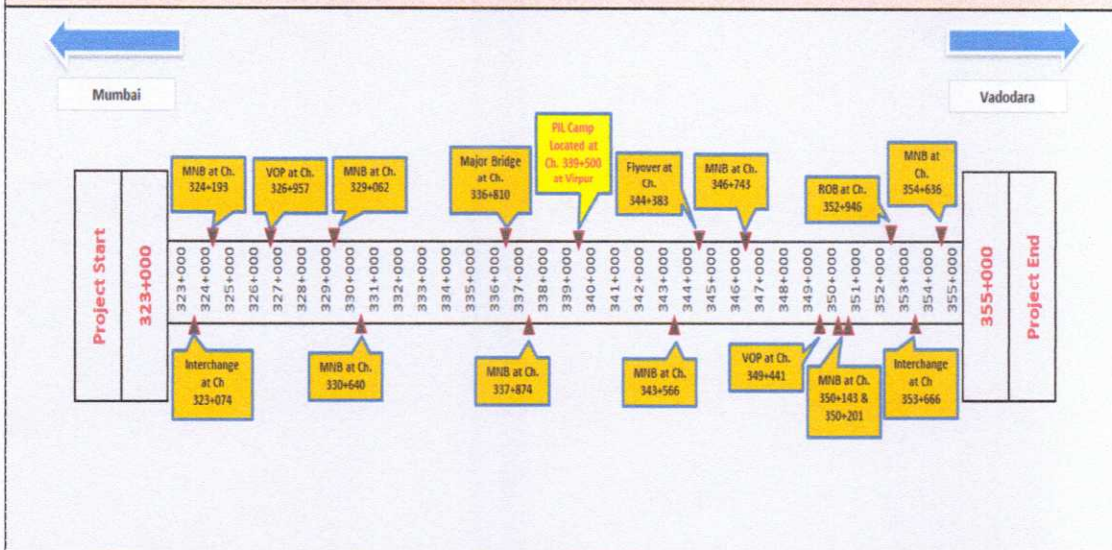 Mumbai
Vadodara
MNB at Ch.
324+193
VOP at Ch.
326+957
MNB at Ch.
329+062
Major Bridge
at Ch.
336+810
PIL Camp
Located at
Ch. 339+500
at Virpur
Flyover at
Ch.
344+383
MNB at Ch.
346+743
ROB at Ch.
352+946
MNB at
Ch.
354+636
Project Start
323+000
323+000
324+000
325+000
326+000
327+000
328+000
329+000
330+000
331+000
332+000
333+000
334+000
335+000
336+000
337+000
338+000
339+000
340+000
341+000
342+000
343+000
344+000
345+000
346+000
347+000
348+000
349+000
350+000
351+000
352+000
353+000
354+000
355+000
355+000
Project End
Interchange
at Ch
323+074
MNB at Ch.
330+640
MNB at Ch.
337+874
MNB at Ch.
343+566
VOP at Ch.
349+441
MNB at Ch.
350+143 &
350+201
Interchange
at Ch
353+666